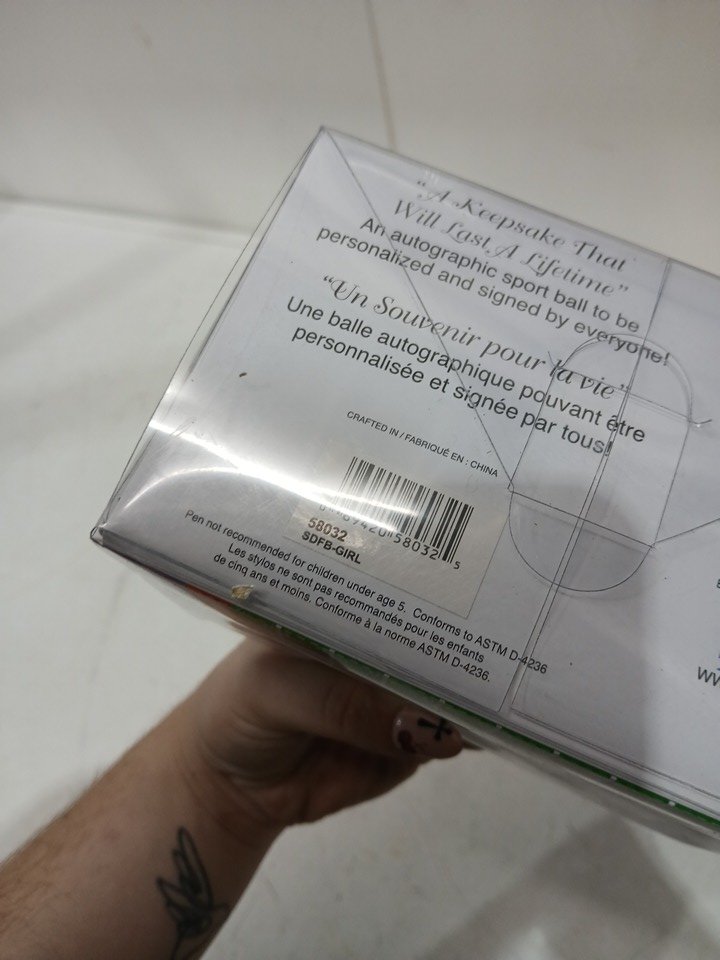 “A Keepsake That
Will Last A Lifetime”
An autographic sport ball to be
personalized and signed by everyone!
“Un Souvenir pour la vie”
Une balle autographique pouvant être
personnalisée et signée par tous!
CRAFTED IN / FABRIQUÉ EN : CHINA
58032 5
58032
SDFB-GIRL
Pen not recommended for children under age 5. Conforms to ASTM D-4236
Les stylos ne sont pas recommandés pour les enfants
de cinq ans et moins. Conforme à la norme ASTM D-4236.